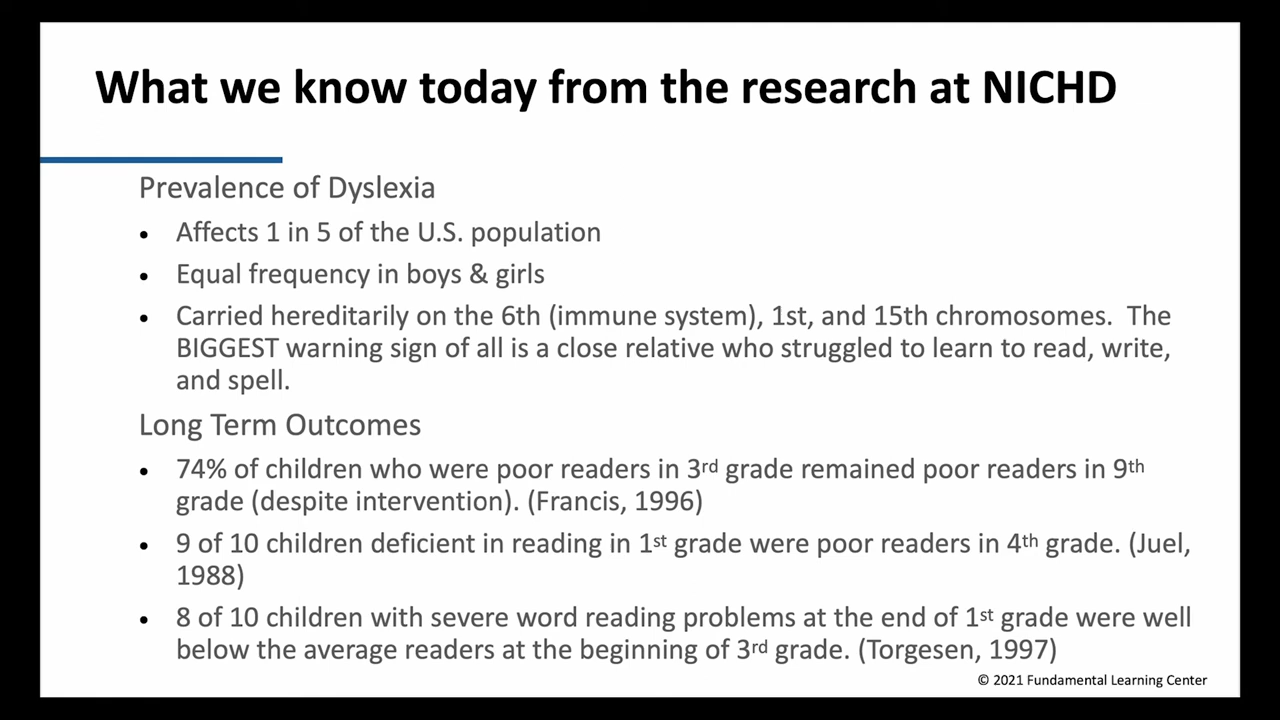 What we know today from the research at NICHD
Prevalence of Dyslexia
• Affects 1 in 5 of the U.S. population
• Equal frequency in boys & girls
• Carried hereditarily on the 6th (immune system), 1st, and 15th chromosomes.  The
BIGGEST warning sign of all is a close relative who struggled to learn to read, write,
and spell.
Long Term Outcomes
• 74% of children who were poor readers in 3rd grade remained poor readers in 9th
grade (despite intervention). (Francis, 1996)
• 9 of 10 children deficient in reading in 1st grade were poor readers in 4th grade. (Juel,
1988)
• 8 of 10 children with severe word reading problems at the end of 1st grade were well
below the average readers at the beginning of 3rd grade. (Torgesen, 1997)
© 2021 Fundamental Learning Center